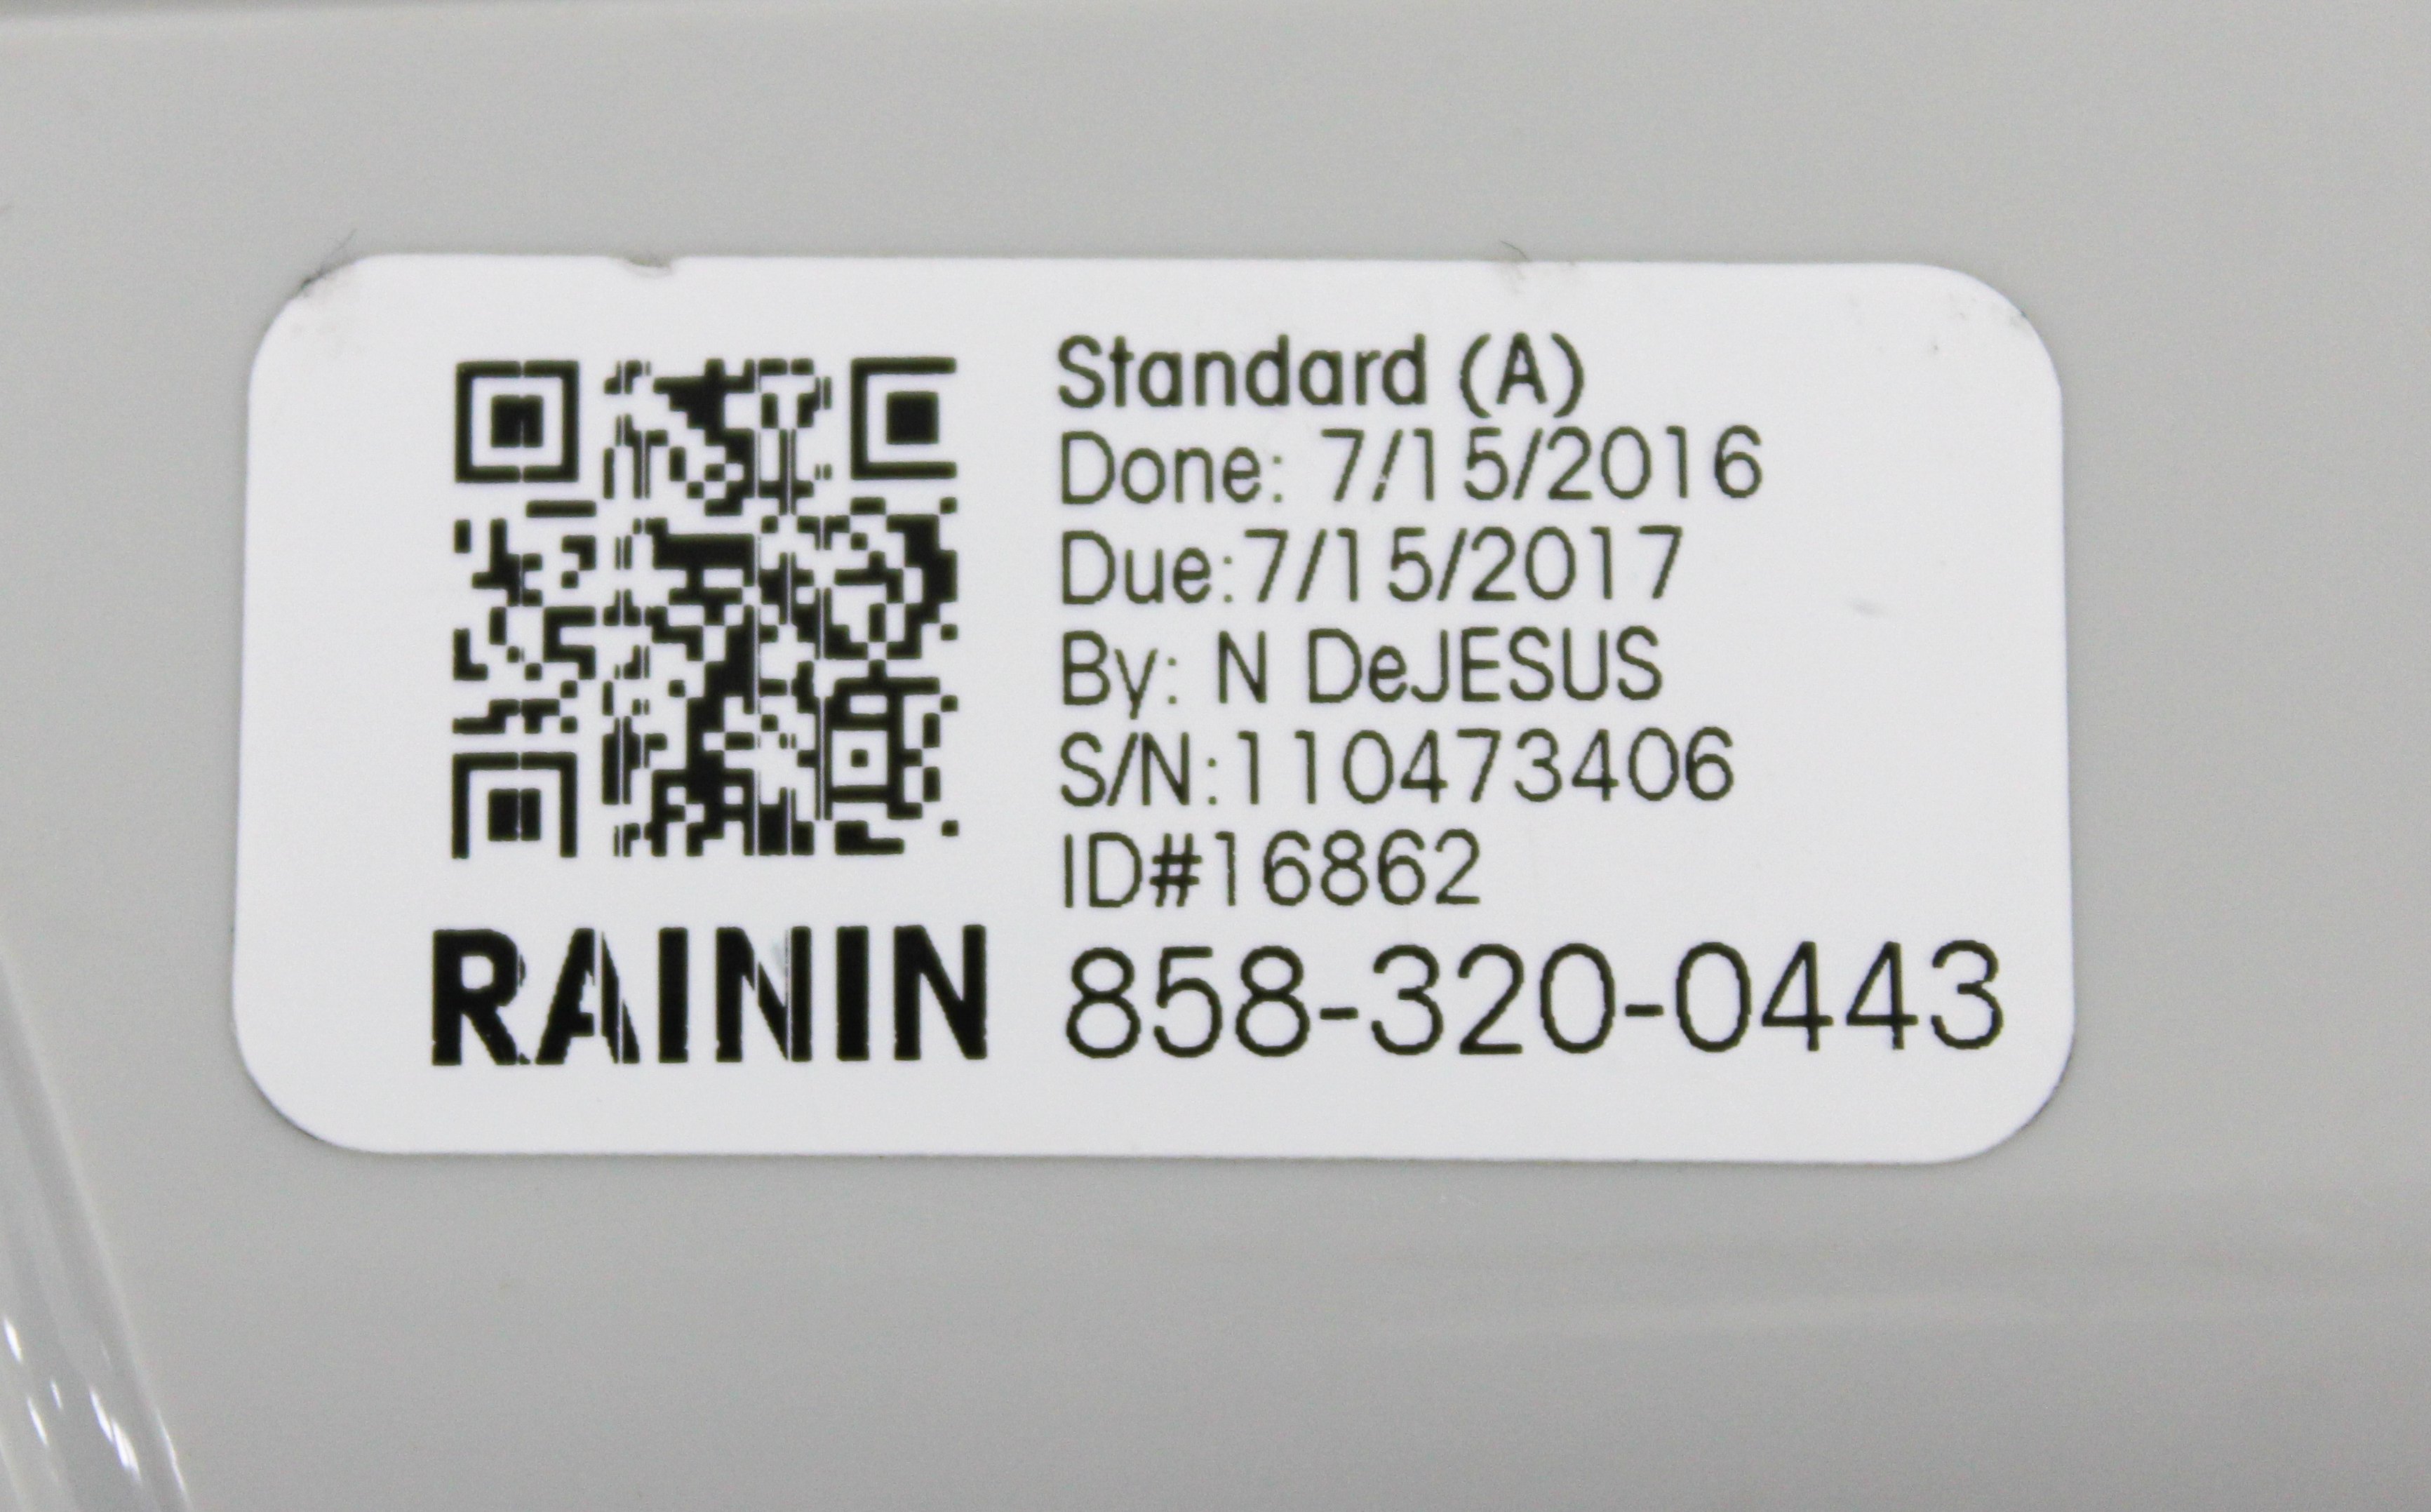 Standard (A)
Done: 7/15/2016
Due:7/15/2017
By: N DeJESUS
S/N:110473406
ID#16862
RAININ 858-320-0443